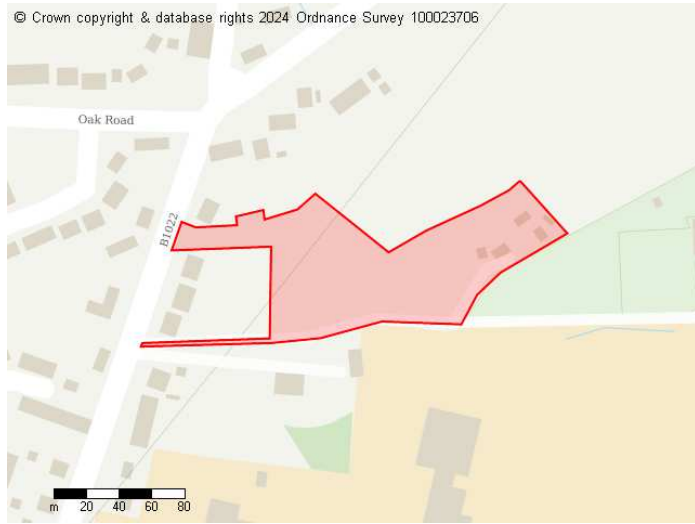 © Crown copyright & database rights 2024 Ordnance Survey 100023706
Oak Road
B1022
m 20 40 60 80